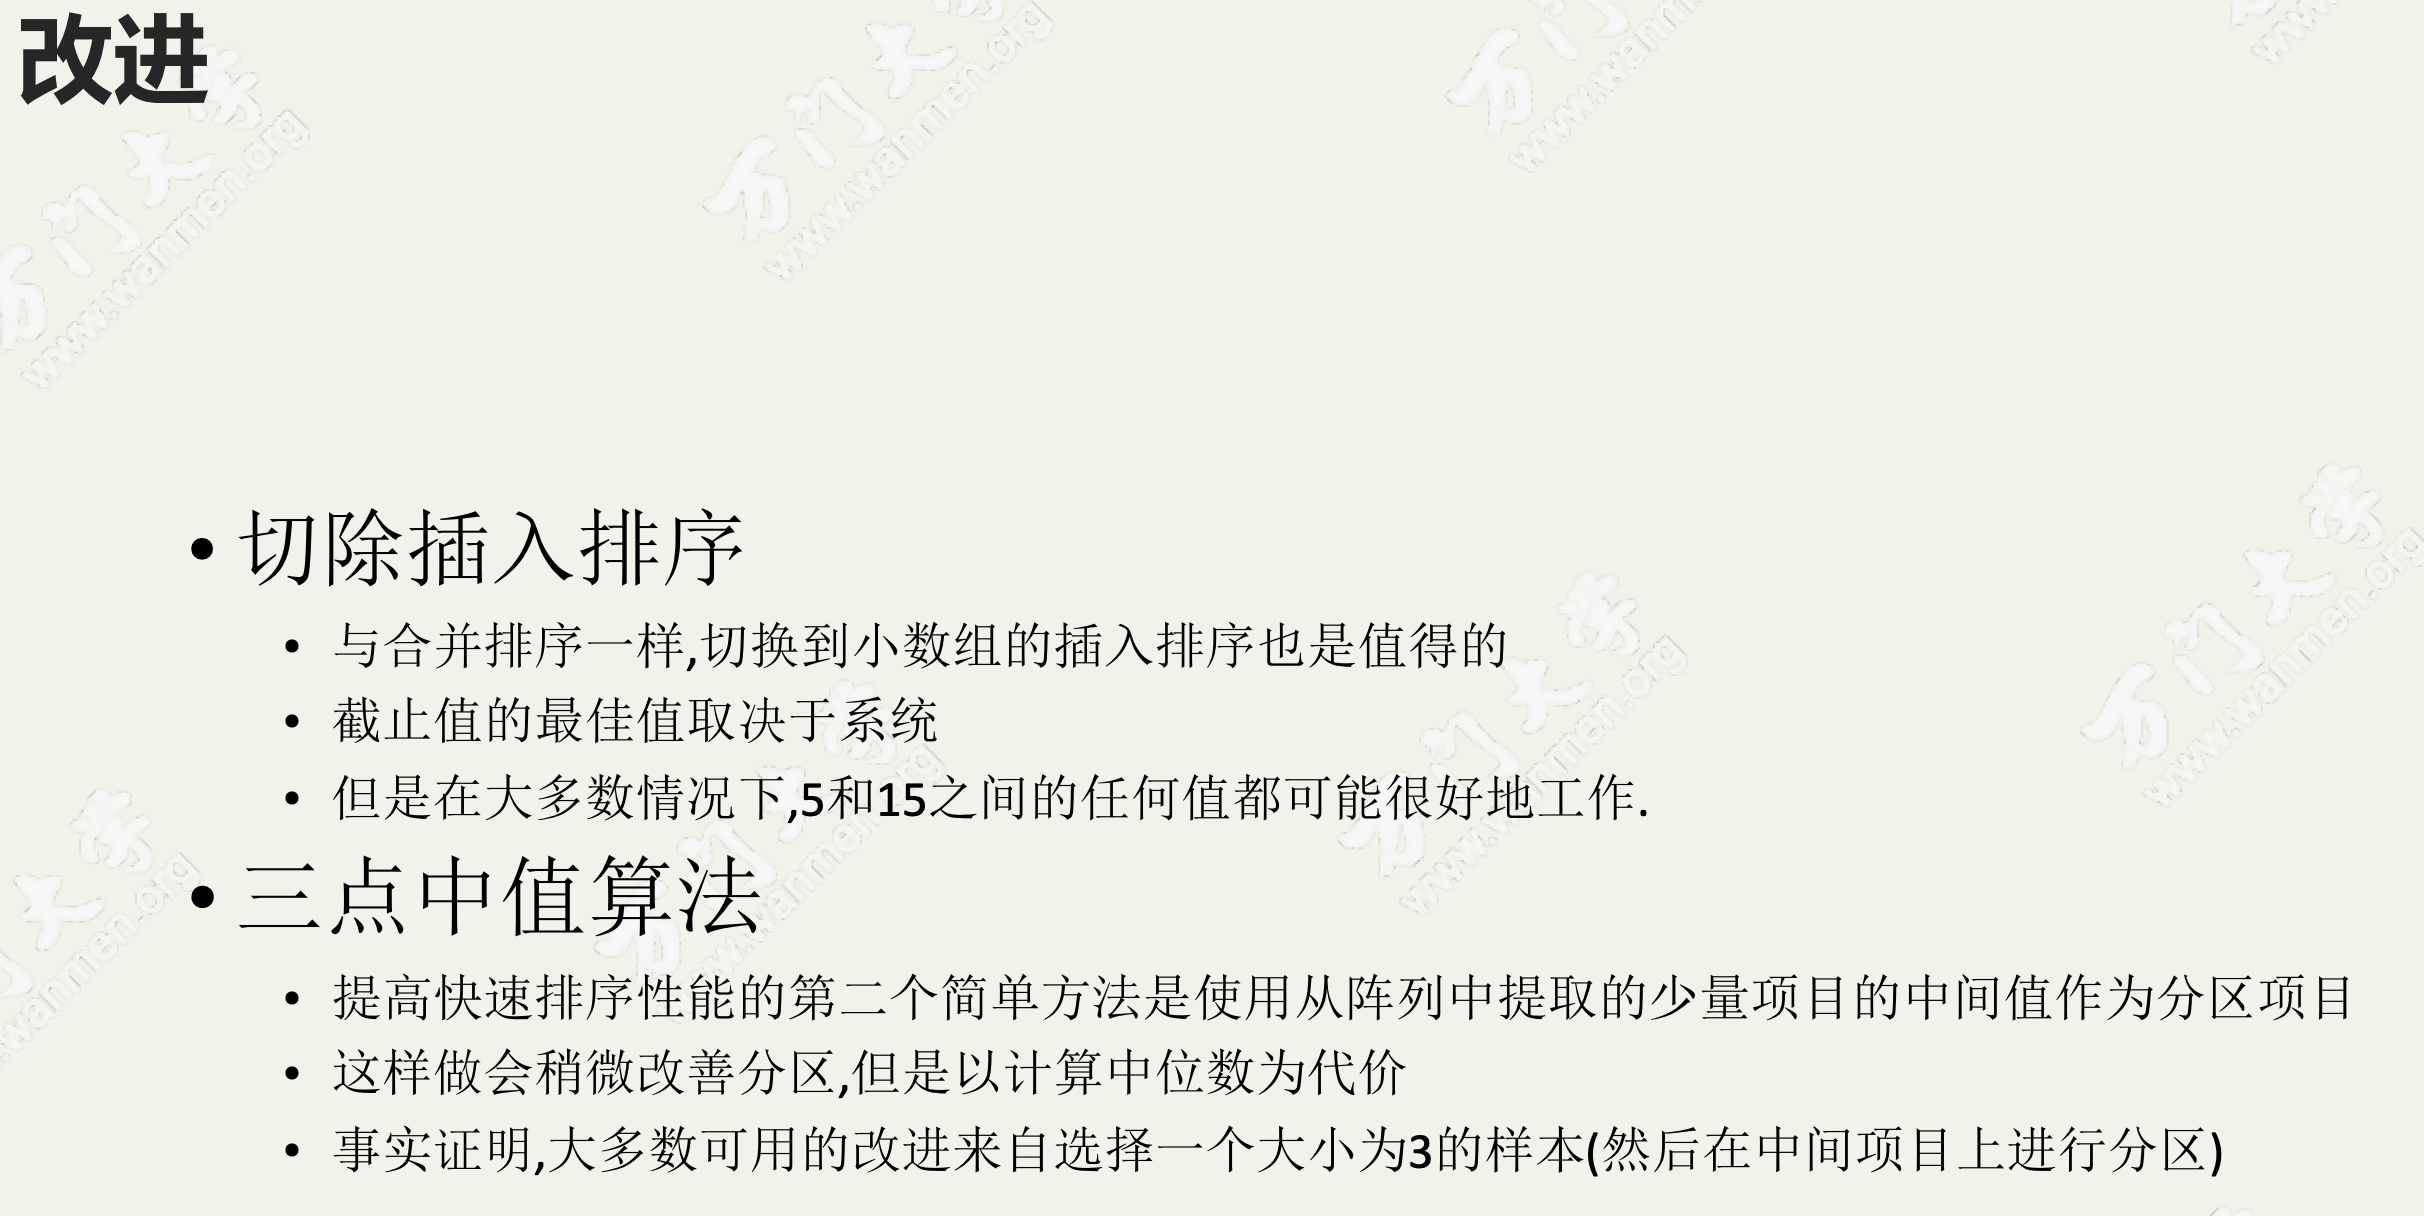 改进
• 切除插入排序
• 与合并排序一样,切换到小数组的插入排序也是值得的
• 截止值的最佳值取决于系统
• 但是在大多数情况下,5和15之间的任何值都可能很好地工作.
• 三点中值算法
• 提高快速排序性能的第二个简单方法是使用从阵列中提取的少量项目的中间值作为分区项目
• 这样做会稍微改善分区,但是以计算中位数为代价
• 事实证明,大多数可用的改进来自选择一个大小为3的样本(然后在中间项目上进行分区)
万门大学
www.wanmen.org